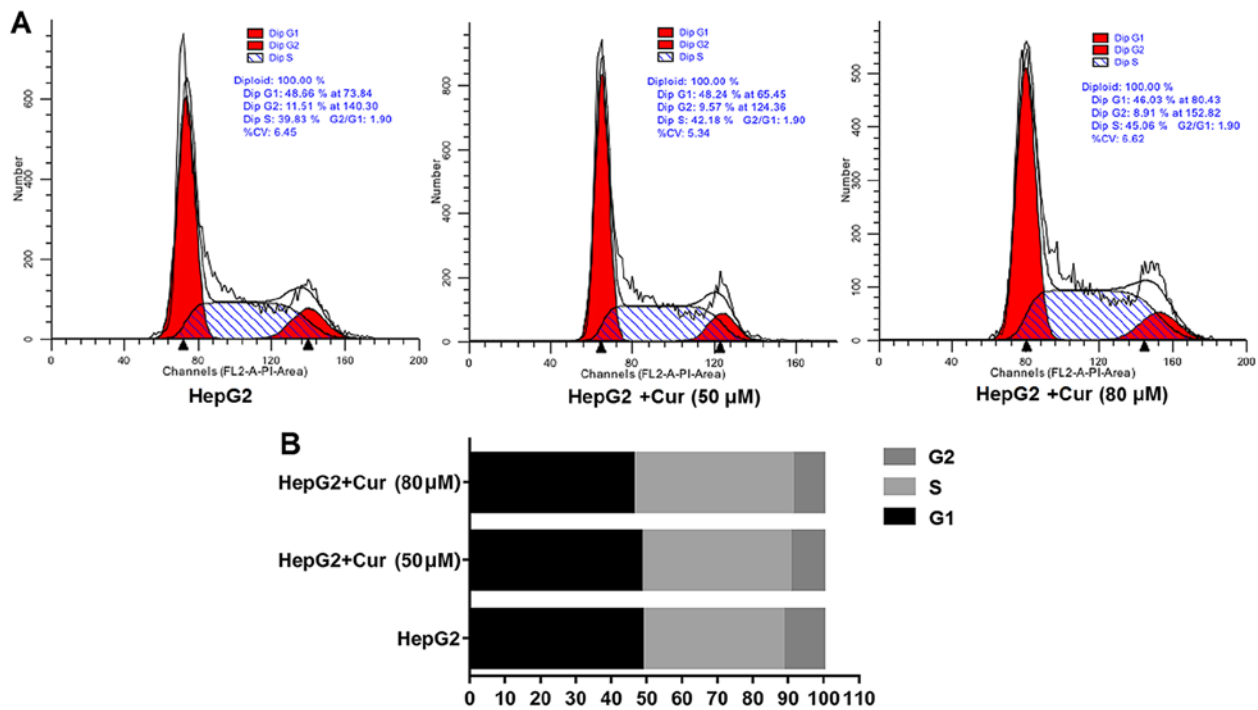 A
Dip G1
Dip G2
Dip S
Diploid: 100.00 %
Dip G1: 48.66 % at 73.84
Dip G2: 11.51 % at 140.30
Dip S: 39.83 % G2/G1: 1.90
%CV: 6.45
Number
0 200 400 600
0 40 80 120 160 200
Channels (FL2-A-PI-Area)
HepG2
Dip G1
Dip G2
Dip S
Diploid: 100.00 %
Dip G1: 48.24 % at 65.45
Dip G2: 9.57 % at 124.36
Dip S: 42.18 % G2/G1: 1.90
%CV: 5.34
Number
0 200 400 600 800
0 40 80 120 160
Channels (FL2-A-PI-Area)
HepG2 +Cur (50 µM)
Dip G1
Dip G2
Dip S
Diploid: 100.00 %
Dip G1: 46.03 % at 80.43
Dip G2: 8.91 % at 152.82
Dip S: 45.06 % G2/G1: 1.90
%CV: 6.62
Number
0 100 200 300 400 500
0 40 80 120 160 200
Channels (FL2-A-PI-Area)
HepG2 +Cur (80 µM)
B
HepG2+Cur (80µM)
HepG2+Cur (50µM)
HepG2
0 10 20 30 40 50 60 70 80 90 100 110
G2
S
G1